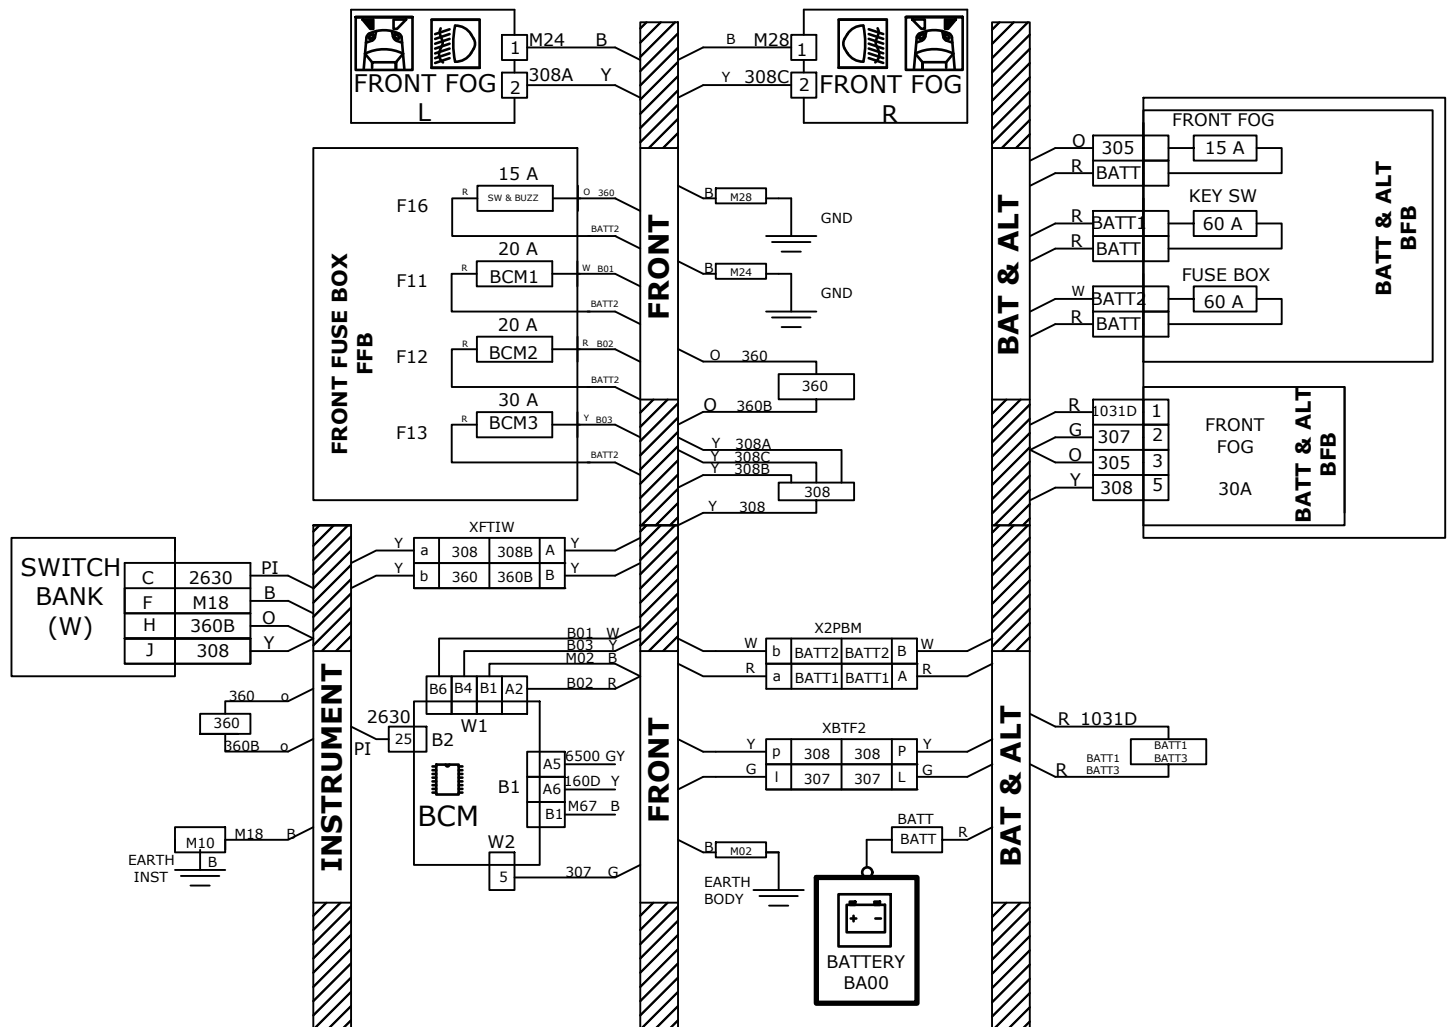 FRONT FOG
L
1 M24 B
2 308A Y
B M28 1
Y 308C 2
FRONT FOG
R
FRONT FUSE BOX
FFB
15 A
F16 R SW & BUZZ O 360
BATT2
20 A
F11 R BCM1 W B01
BATT2
20 A
F12 R BCM2 R B02
BATT2
30 A
F13 R BCM3 Y B03
BATT2
FRONT
B M28
GND
B M24
GND
O 360
360
O 360B
Y 308A
Y 308C
Y 308B
308
Y 308
BAT & ALT
FRONT FOG
O 305 15 A
R BATT
KEY SW
R BATT1 60 A
R BATT
FUSE BOX
W BATT2 60 A
R BATT
BATT & ALT
BFB
R 1031D 1
G 307 2
O 305 3
Y 308 5
FRONT
FOG
30A
BATT & ALT
BFB
SWITCH
BANK
(W)
C 2630 PI
F M18 B
H 360B O
J 308 Y
XFTIW
Y a 308 308B A Y
Y b 360 360B B Y
360 o
360
360B o
INSTRUMENT
M10 M18 B
EARTH
INST
B
B01 W
B03 Y
M02 B
B02 R
B6 B4 B1 A2
W1
2630
25 B2
PI
BCM
B1
A5 6500 GY
A6 160D Y
B1 M67 B
W2
5 307 G
FRONT
X2PBM
W b BATT2 BATT2 B W
R a BATT1 BATT1 A R
XBTF2
Y p 308 308 P Y
G l 307 307 L G
B M02
EARTH
BODY
BATT
BATT R
BATTERY
BA00
BAT & ALT
R 1031D
BATT1
BATT3
R BATT1
BATT3